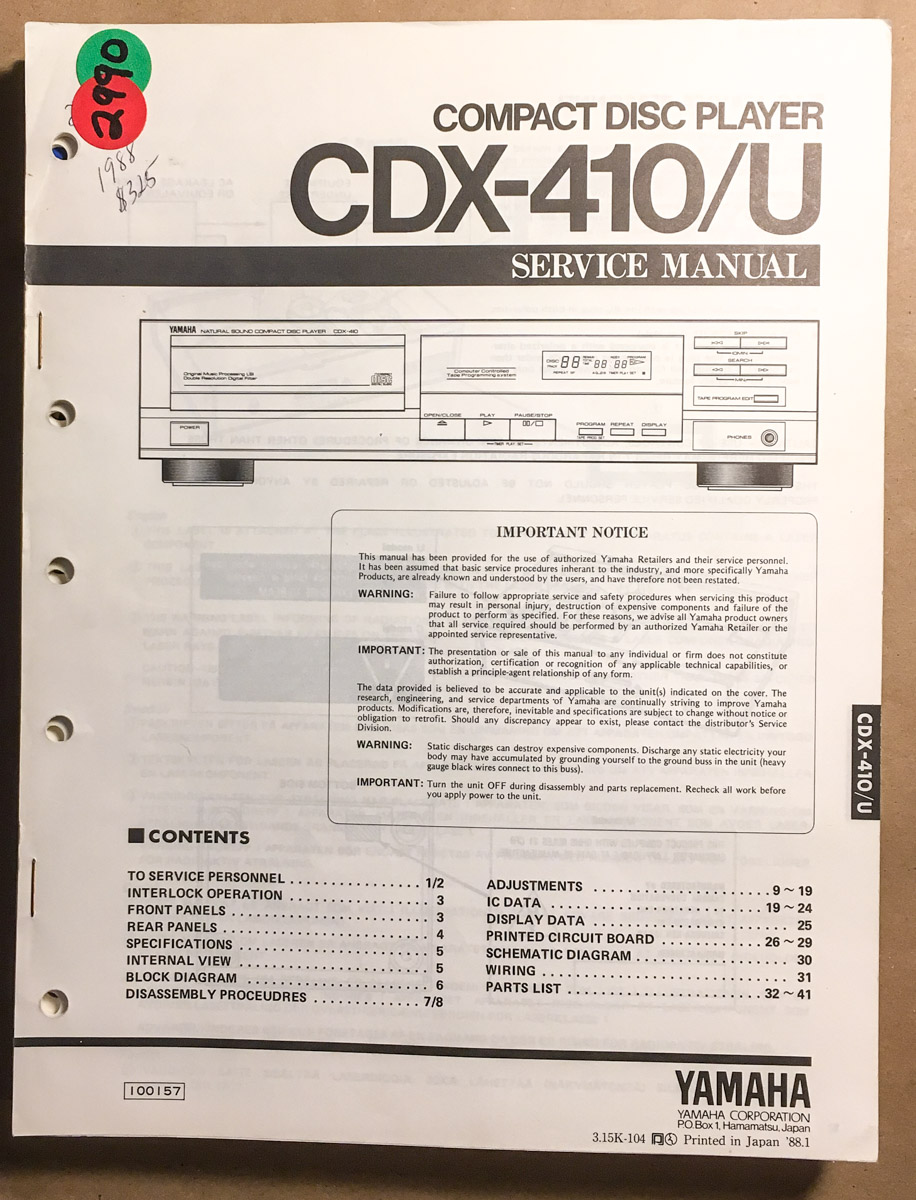 2990
1988
$325
COMPACT DISC PLAYER
CDX-410/U
SERVICE MANUAL
YAMAHA NATURAL SOUND COMPACT DISC PLAYER CDX-410
Original Music Processing LSI
Double Resolution Digital Filter
COMPACT
disc
DIGITAL AUDIO
Computer Controlled
Tape Programming System
DISC
TRACK
REPEAT
INDEX
PROGRAM
SKIP
SEARCH
TAPE PROGRAM EDIT
OPEN/CLOSE PLAY PAUSE/STOP
TIMER PLAY SET
PROGRAM REPEAT DISPLAY
TAPE PROG SET
POWER
PHONES
IMPORTANT NOTICE
This manual has been provided for the use of authorized Yamaha Retailers and their service personnel.
It has been assumed that basic service procedures inherant to the industry, and more specifically Yamaha
Products, are already known and understood by the users, and have therefore not been restated.
WARNING: Failure to follow appropriate service and safety procedures when servicing this product
may result in personal injury, destruction of expensive components and failure of the
product to perform as specified. For these reasons, we advise all Yamaha product owners
that all service required should be performed by an authorized Yamaha Retailer or the
appointed service representative.
IMPORTANT: The presentation or sale of this manual to any individual or firm does not constitute
authorization, certification or recognition of any applicable technical capabilities, or
establish a principle-agent relationship of any form.
The data provided is believed to be accurate and applicable to the unit(s) indicated on the cover. The
research, engineering, and service departments of Yamaha are continually striving to improve Yamaha
products. Modifications are, therefore, inevitable and specifications are subject to change without notice or
obligation to retrofit. Should any discrepancy appear to exist, please contact the distributor's Service
Division.
WARNING: Static discharges can destroy expensive components. Discharge any static electricity your
body may have accumulated by grounding yourself to the ground buss in the unit (heavy
gauge black wires connect to this buss).
IMPORTANT: Turn the unit OFF during disassembly and parts replacement. Recheck all work before
you apply power to the unit.
CDX-410/U
■ CONTENTS
TO SERVICE PERSONNEL . . . . . . . . . . . . . . . 1/2
INTERLOCK OPERATION . . . . . . . . . . . . . . . 3
FRONT PANELS . . . . . . . . . . . . . . . . . . . . . 3
REAR PANELS . . . . . . . . . . . . . . . . . . . . . . 4
SPECIFICATIONS . . . . . . . . . . . . . . . . . . . . 5
INTERNAL VIEW . . . . . . . . . . . . . . . . . . . . 5
BLOCK DIAGRAM . . . . . . . . . . . . . . . . . . . . 6
DISASSEMBLY PROCEUDRES . . . . . . . . . . . . 7/8
ADJUSTMENTS . . . . . . . . . . . . . . . . . . . 9 ~ 19
IC DATA . . . . . . . . . . . . . . . . . . . . . . . 19 ~ 24
DISPLAY DATA . . . . . . . . . . . . . . . . . . . . . 25
PRINTED CIRCUIT BOARD . . . . . . . . . . . 26 ~ 29
SCHEMATIC DIAGRAM . . . . . . . . . . . . . . . . 30
WIRING . . . . . . . . . . . . . . . . . . . . . . . . . . 31
PARTS LIST . . . . . . . . . . . . . . . . . . . . . 32 ~ 41
100157
YAMAHA
YAMAHA CORPORATION
P.O.Box 1, Hamamatsu, Japan
3.15K-104 Printed in Japan '88.1